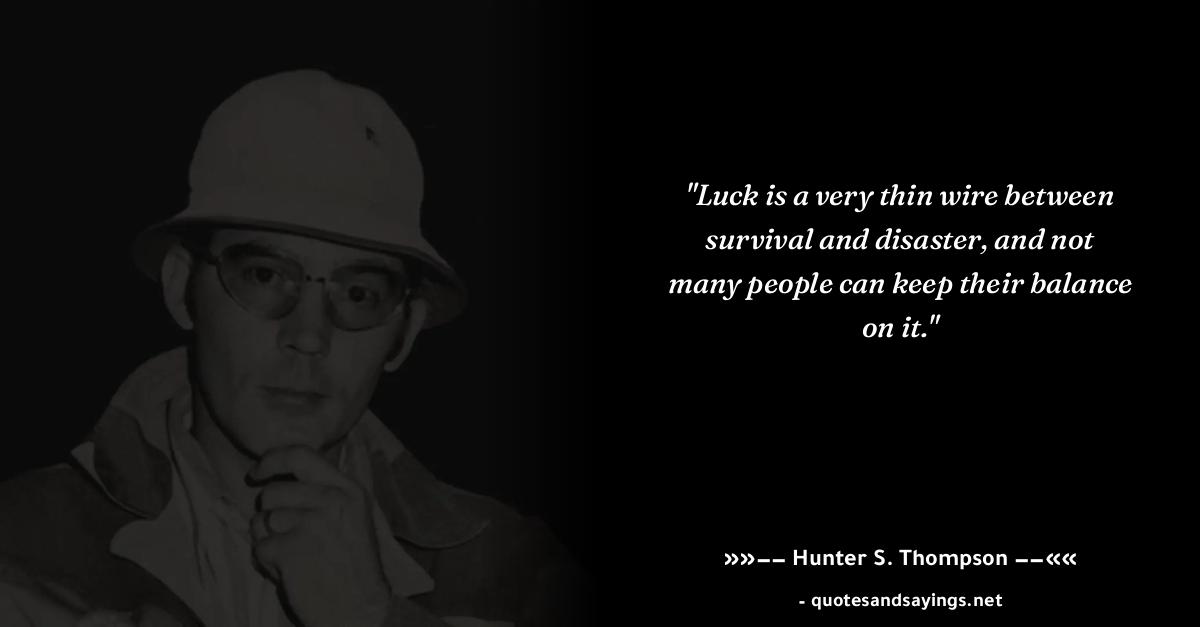 "Luck is a very thin wire between
survival and disaster, and not
many people can keep their balance
on it."
»»−− Hunter S. Thompson −−««
- quotesandsayings.net